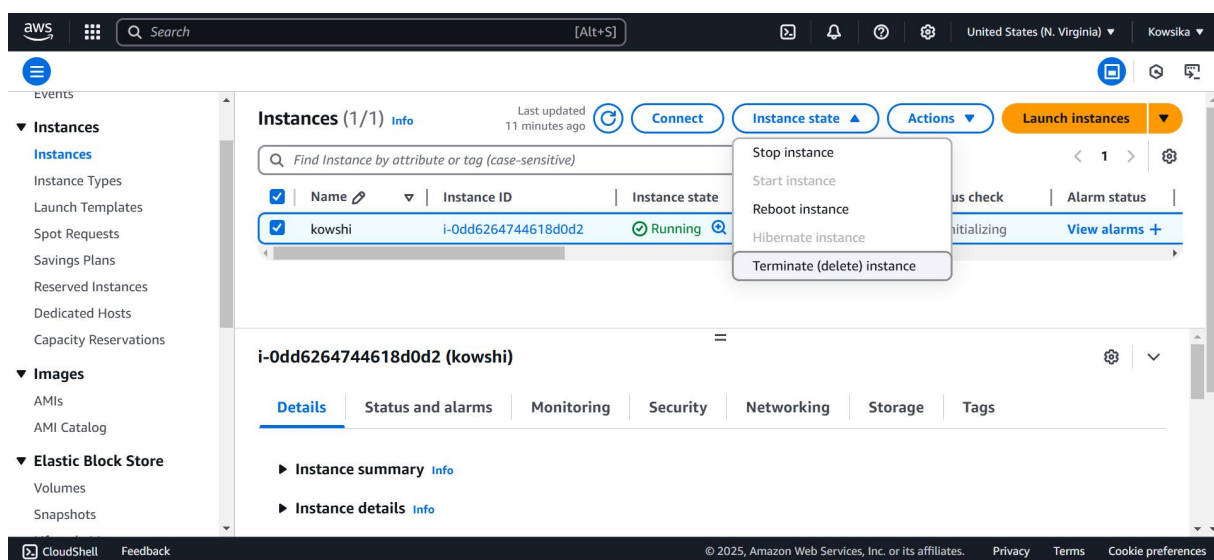 aws
Search [Alt+S]
United States (N. Virginia)
Kowsika
Events
Instances
Instances
Instance Types
Launch Templates
Spot Requests
Savings Plans
Reserved Instances
Dedicated Hosts
Capacity Reservations
Images
AMIs
AMI Catalog
Elastic Block Store
Volumes
Snapshots
Instances (1/1) Info
Last updated
11 minutes ago
Connect
Instance state
Actions
Launch instances
Find Instance by attribute or tag (case-sensitive)
1
Stop instance
Start instance
Reboot instance
Hibernate instance
Terminate (delete) instance
Name Instance ID Instance state us check Alarm status
kowshi i-0dd6264744618d0d2 Running nitializing View alarms +
i-0dd6264744618d0d2 (kowshi)
Details Status and alarms Monitoring Security Networking Storage Tags
Instance summary Info
Instance details Info
CloudShell Feedback © 2025, Amazon Web Services, Inc. or its affiliates. Privacy Terms Cookie preferences